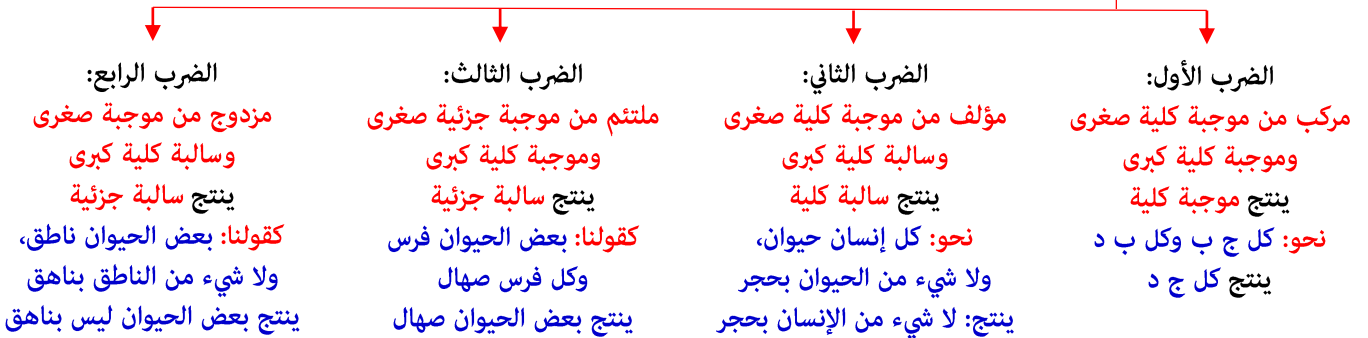 الضرب الأول:
مركب من موجبة كلية صغرى
وموجبة كلية كبرى
ينتج موجبة كلية
نحو: كل ج ب وكل ب د
ينتج كل ج د
الضرب الثاني:
مؤلف من موجبة كلية صغرى
وسالبة كلية كبرى
ينتج سالبة كلية
نحو: كل إنسان حيوان،
ولا شيء من الحيوان بحجر
ينتج: لا شيء من الإنسان بحجر
الضرب الثالث:
ملتئم من موجبة جزئية صغرى
وموجبة كلية كبرى
ينتج سالبة جزئية
كقولنا: بعض الحيوان فرس
وكل فرس صهال
ينتج بعض الحيوان صهال
الضرب الرابع:
مزدوج من موجبة صغرى
وسالبة كلية كبرى
ينتج سالبة جزئية
كقولنا: بعض الحيوان ناطق،
ولا شيء من الناطق بناهق
ينتج بعض الحيوان ليس بناهق